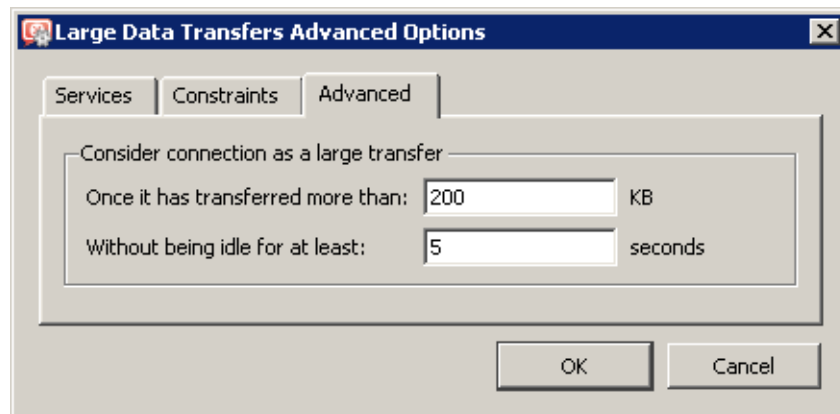 Large Data Transfers Advanced Options
Services Constraints Advanced
Consider connection as a large transfer
Once it has transferred more than: 200 KB
Without being idle for at least: 5 seconds
OK Cancel